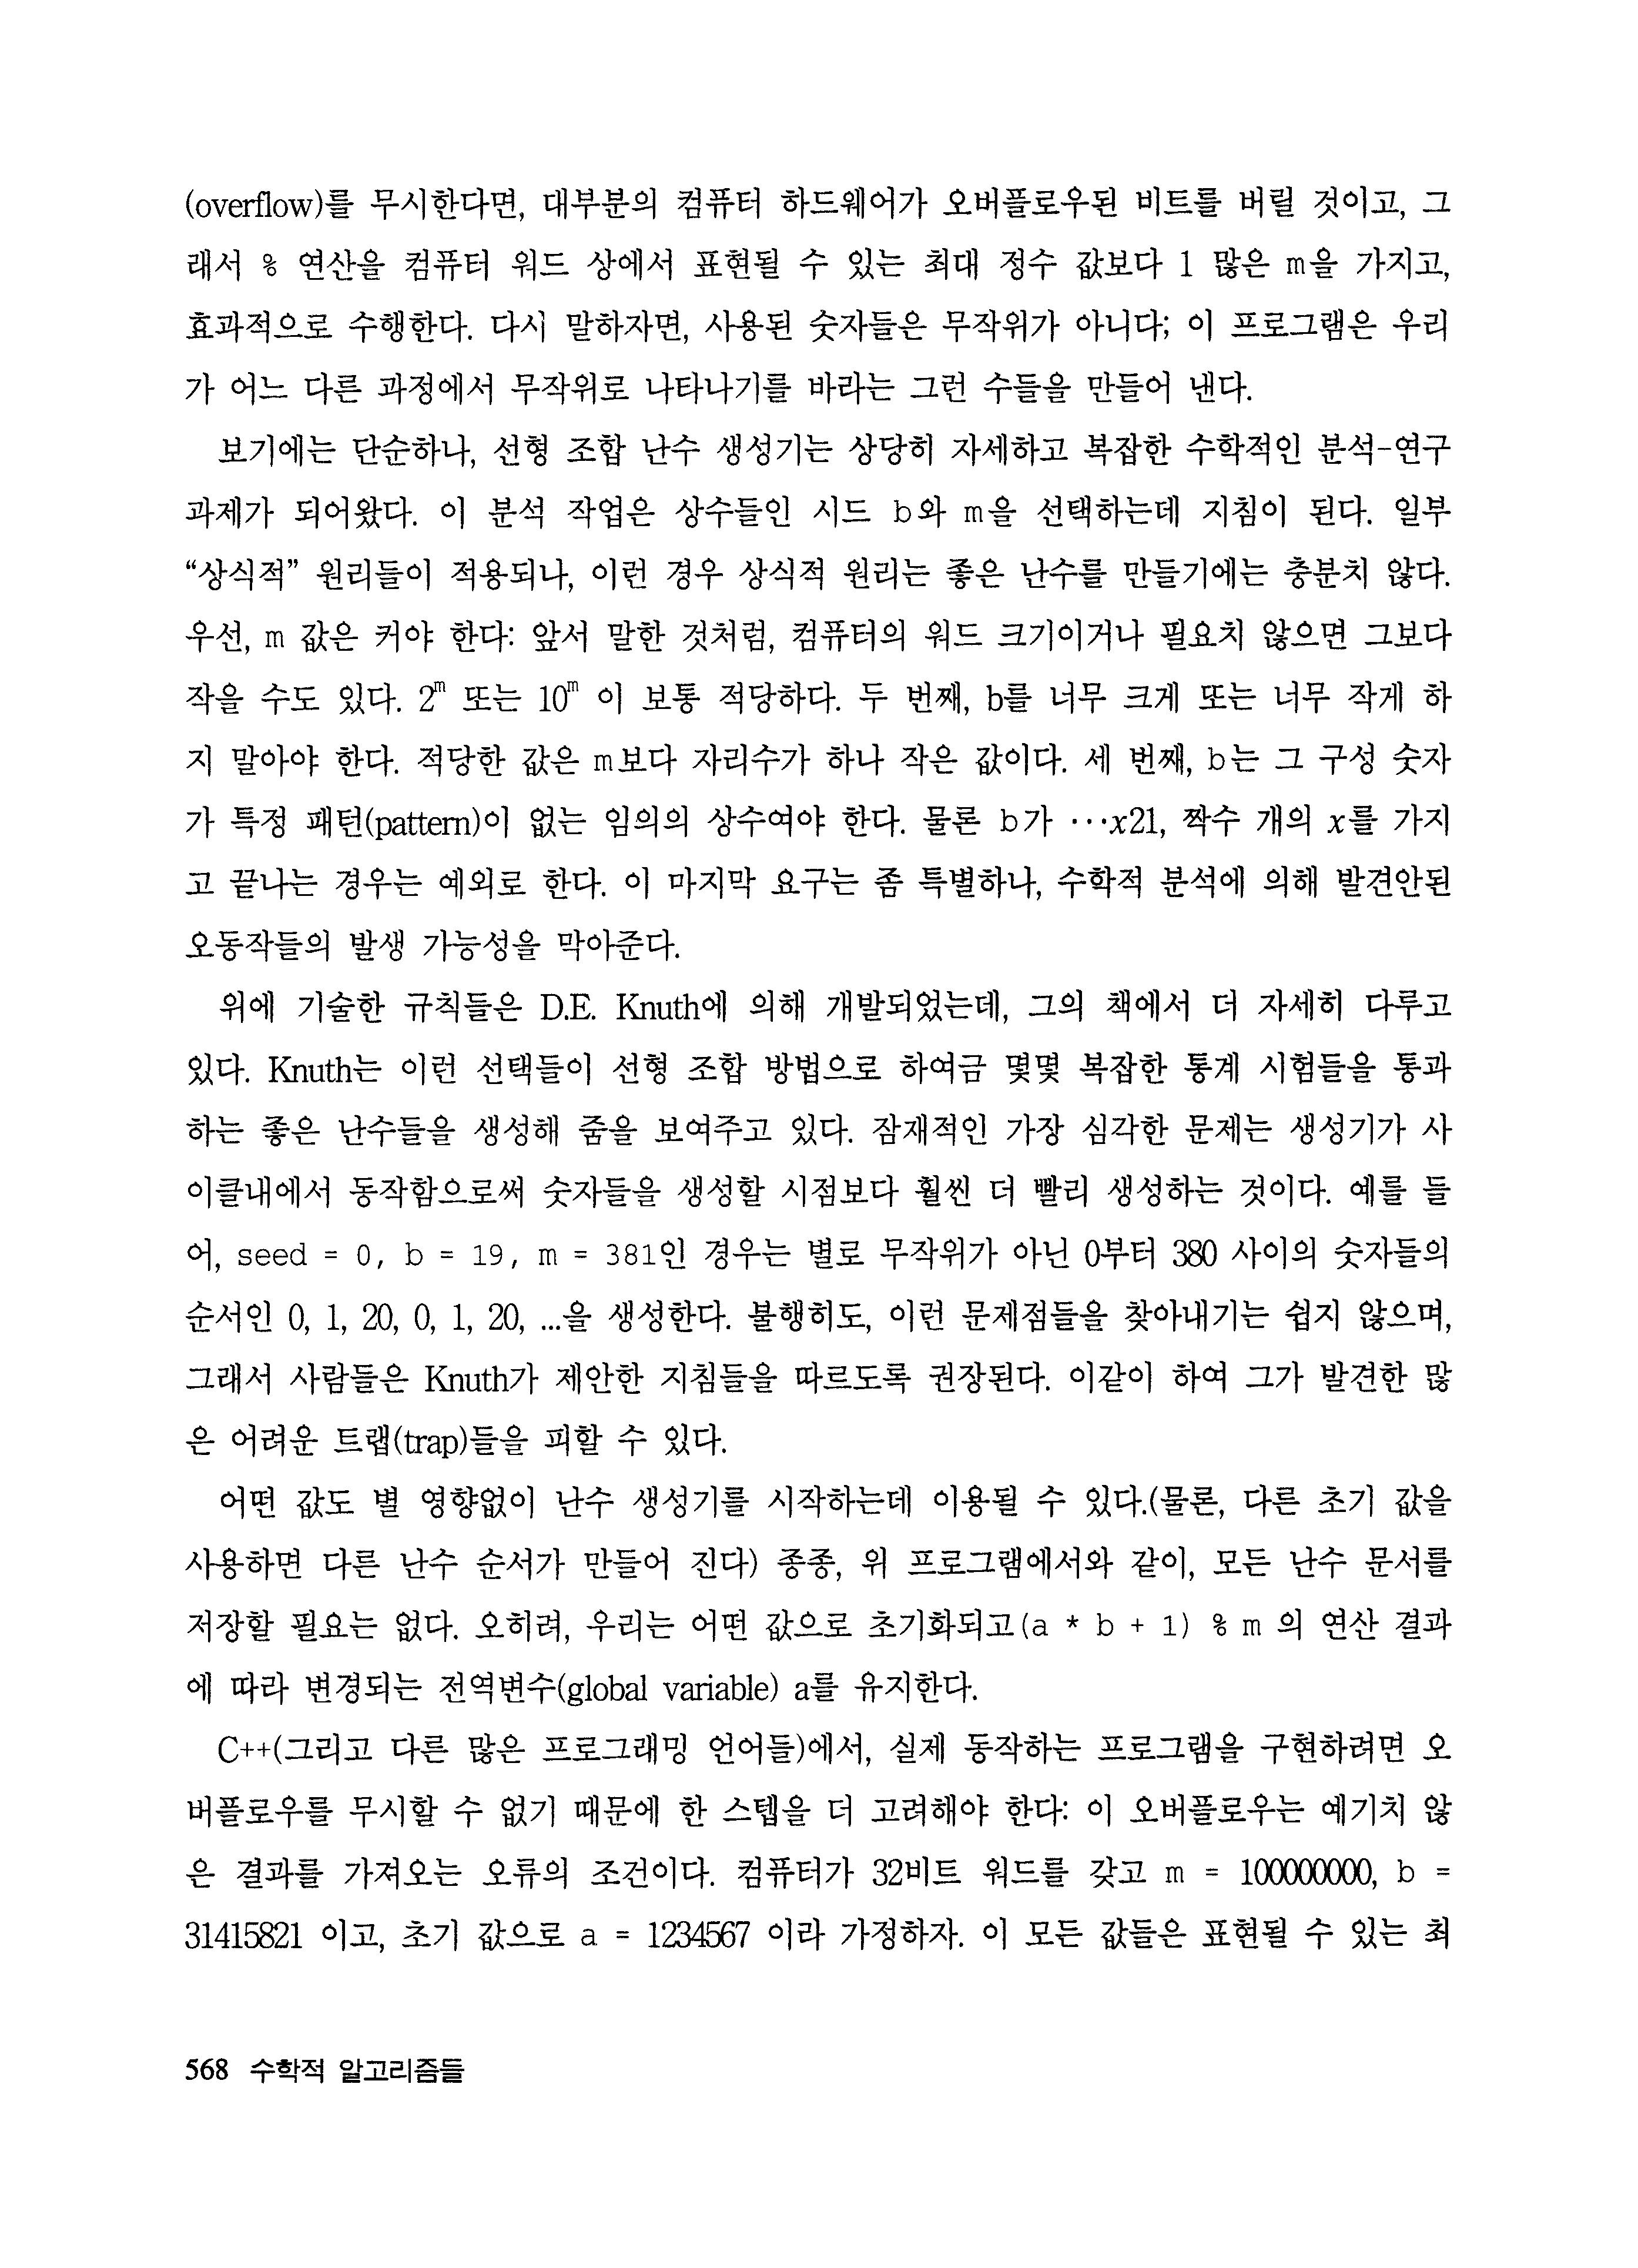 (overflow)를 무시한다면, 대부분의 컴퓨터 하드웨어가 오버플로우된 비트를 버릴 것이고, 그
래서 % 연산을 컴퓨터 워드 상에서 표현될 수 있는 최대 정수 값보다 1 많은 m을 가지고,
효과적으로 수행한다. 다시 말하자면, 사용된 숫자들은 무작위가 아니다; 이 프로그램은 우리
가 어느 다른 과정에서 무작위로 나타나기를 바라는 그런 수들을 만들어 낸다.
보기에는 단순하나, 선형 조합 난수 생성기는 상당히 자세하고 복잡한 수학적인 분석-연구
과제가 되어왔다. 이 분석 작업은 상수들인 시드 b와 m을 선택하는데 지침이 된다. 일부
“상식적” 원리들이 적용되나, 이런 경우 상식적 원리는 좋은 난수를 만들기에는 충분치 않다.
우선, m 값은 커야 한다: 앞서 말한 것처럼, 컴퓨터의 워드 크기이거나 필요치 않으면 그보다
작을 수도 있다. 2ᵐ 또는 10ᵐ 이 보통 적당하다. 두 번째, b를 너무 크게 또는 너무 작게 하
지 말아야 한다. 적당한 값은 m보다 자리수가 하나 작은 값이다. 세 번째, b는 그 구성 숫자
가 특정 패턴(pattern)이 없는 임의의 상수여야 한다. 물론 b가 ···x21, 짝수 개의 x를 가지
고 끝나는 경우는 예외로 한다. 이 마지막 요구는 좀 특별하나, 수학적 분석에 의해 발견안된
오동작들의 발생 가능성을 막아준다.
위에 기술한 규칙들은 D.E. Knuth에 의해 개발되었는데, 그의 책에서 더 자세히 다루고
있다. Knuth는 이런 선택들이 선형 조합 방법으로 하여금 몇몇 복잡한 통계 시험들을 통과
하는 좋은 난수들을 생성해 줌을 보여주고 있다. 잠재적인 가장 심각한 문제는 생성기가 사
이클내에서 동작함으로써 숫자들을 생성할 시점보다 훨씬 더 빨리 생성하는 것이다. 예를 들
어, seed = 0, b = 19, m = 381인 경우는 별로 무작위가 아닌 0부터 380 사이의 숫자들의
순서인 0, 1, 20, 0, 1, 20, ...을 생성한다. 불행히도, 이런 문제점들을 찾아내기는 쉽지 않으며,
그래서 사람들은 Knuth가 제안한 지침들을 따르도록 권장된다. 이같이 하여 그가 발견한 많
은 어려운 트랩(trap)들을 피할 수 있다.
어떤 값도 별 영향없이 난수 생성기를 시작하는데 이용될 수 있다.(물론, 다른 초기 값을
사용하면 다른 난수 순서가 만들어 진다) 종종, 위 프로그램에서와 같이, 모든 난수 문서를
저장할 필요는 없다. 오히려, 우리는 어떤 값으로 초기화되고(a * b + 1) % m 의 연산 결과
에 따라 변경되는 전역변수(global variable) a를 유지한다.
C++(그리고 다른 많은 프로그래밍 언어들)에서, 실제 동작하는 프로그램을 구현하려면 오
버플로우를 무시할 수 없기 때문에 한 스텝을 더 고려해야 한다: 이 오버플로우는 예기치 않
은 결과를 가져오는 오류의 조건이다. 컴퓨터가 32비트 워드를 갖고 m = 100000000, b =
31415821 이고, 초기 값으로 a = 1234567 이라 가정하자. 이 모든 값들은 표현될 수 있는 최
568 수학적 알고리즘들